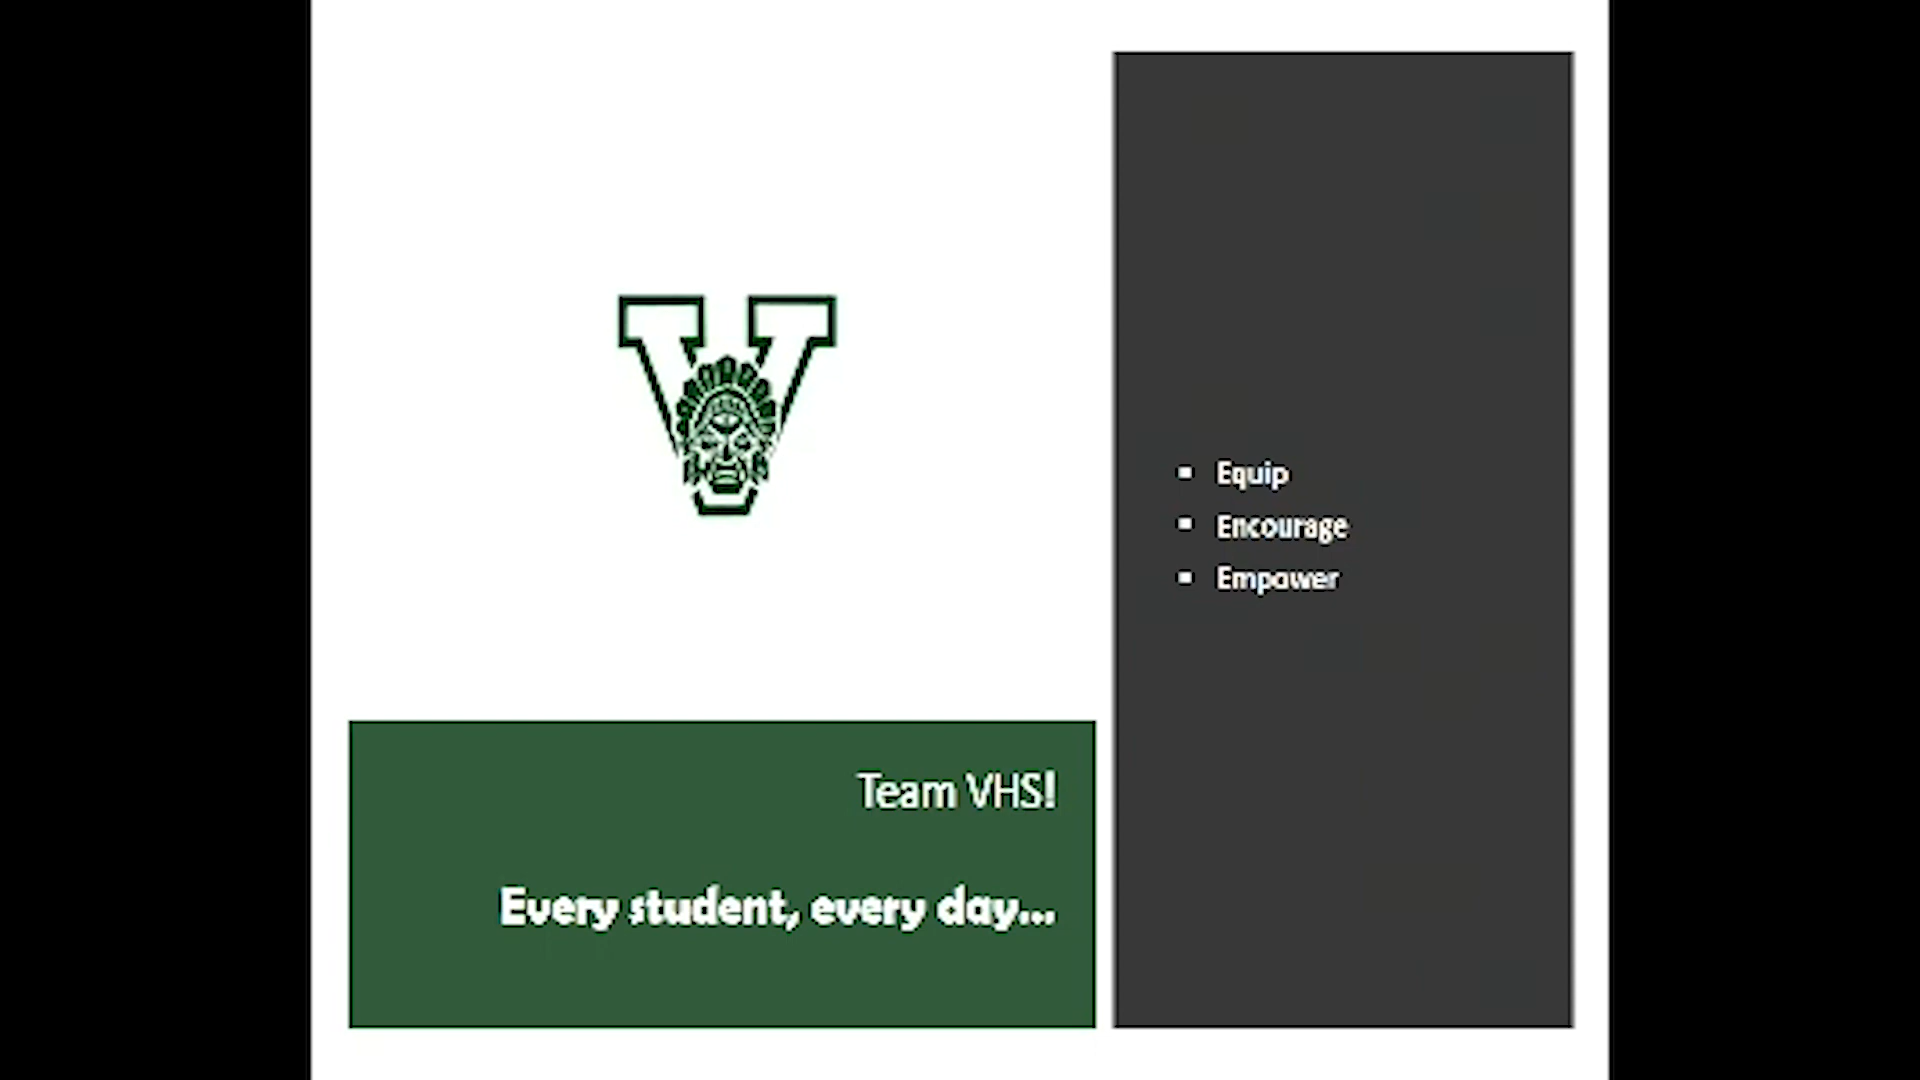 V
Team VHS!
Every student, every day...
Equip
Encourage
Empower